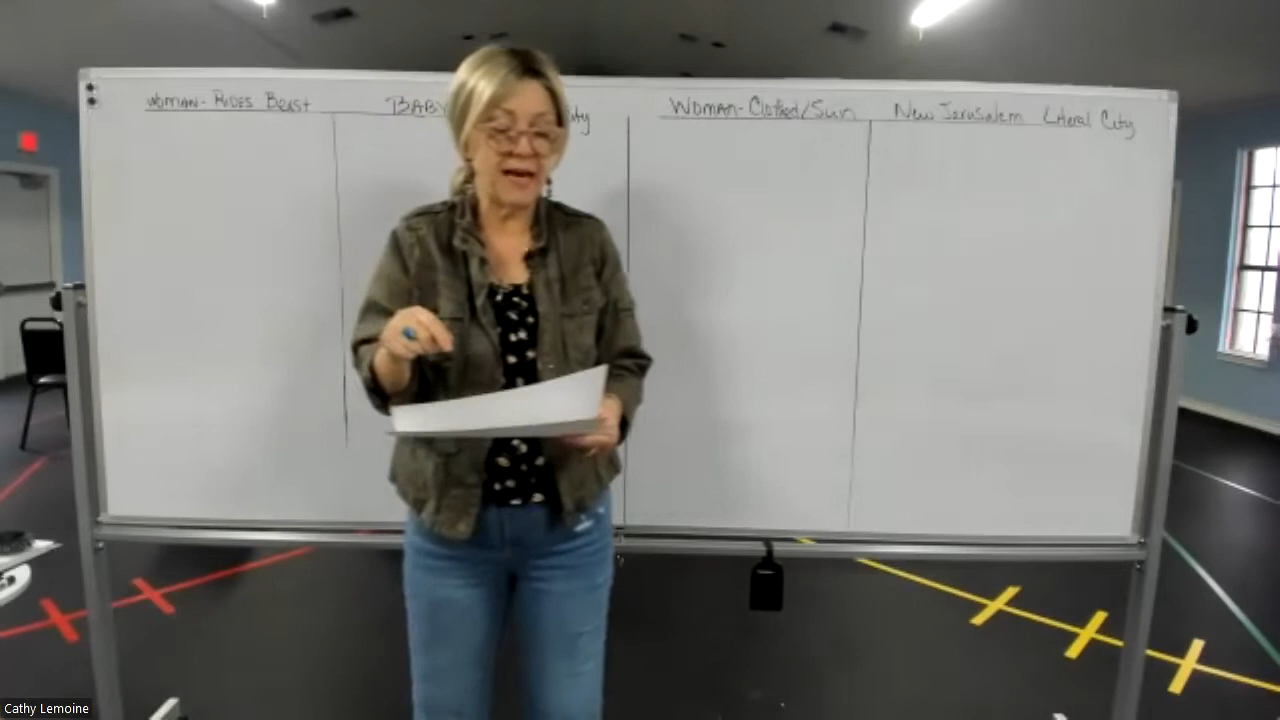 WOMAN - RIDES BEAST
BABY
ity
WOMAN - Clothed/Sun
New Jerusalem Literal City
Cathy Lemoine